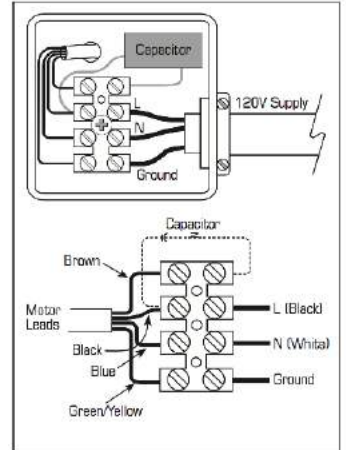 Capacitor
L
120V Supply
N
Ground
Capacitor
Brown
Motor
Leads
L (Black)
N (White)
Black
Blue
Ground
Green/Yellow